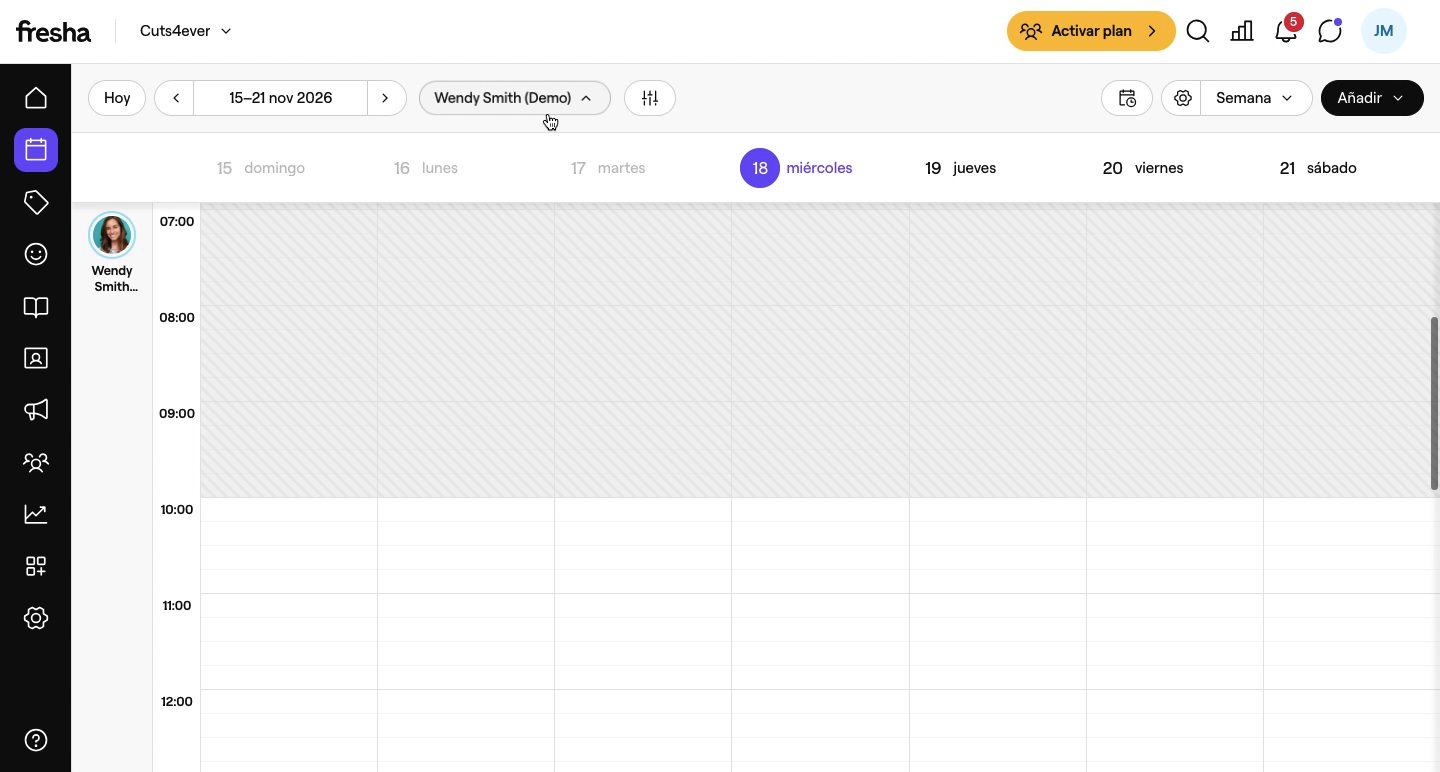 fresha
Cuts4ever
Activar plan
5
JM
Hoy
15–21 nov 2026
Wendy Smith (Demo)
Semana
Añadir
15 domingo
16 lunes
17 martes
18 miércoles
19 jueves
20 viernes
21 sábado
Wendy
Smith...
07:00
08:00
09:00
10:00
11:00
12:00